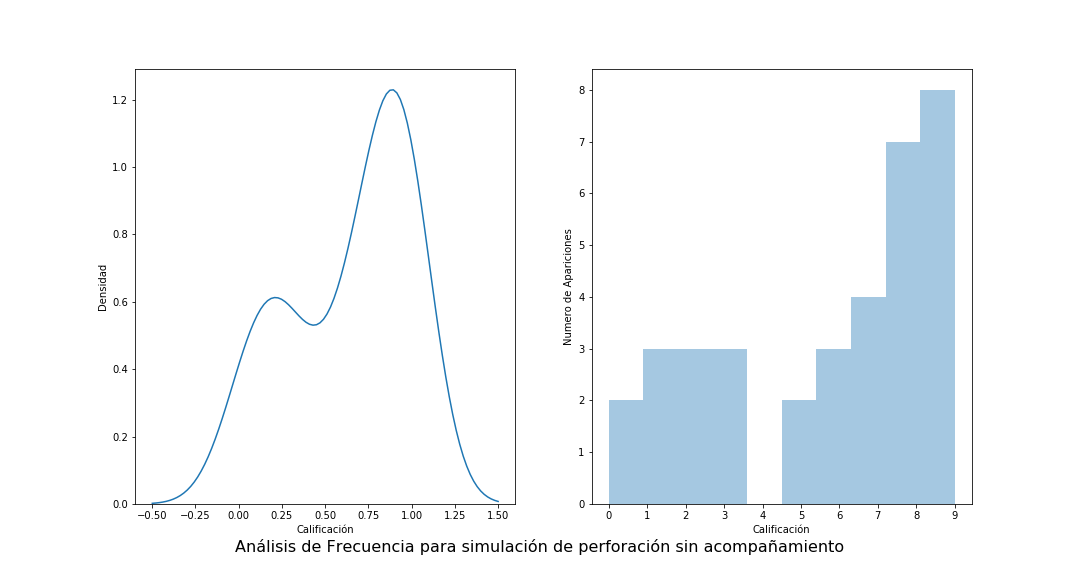 1.2
1.0
0.8
0.6
0.4
0.2
0.0
Densidad
−0.50 −0.25 0.00 0.25 0.50 0.75 1.00 1.25 1.50
Calificación
8
7
6
5
4
3
2
1
0
Numero de Apariciones
0 1 2 3 4 5 6 7 8 9
Calificación
Análisis de Frecuencia para simulación de perforación sin acompañamiento